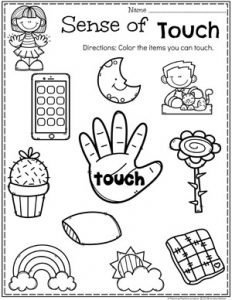 Name
Sense of Touch
Directions: Color the items you can touch.
touch